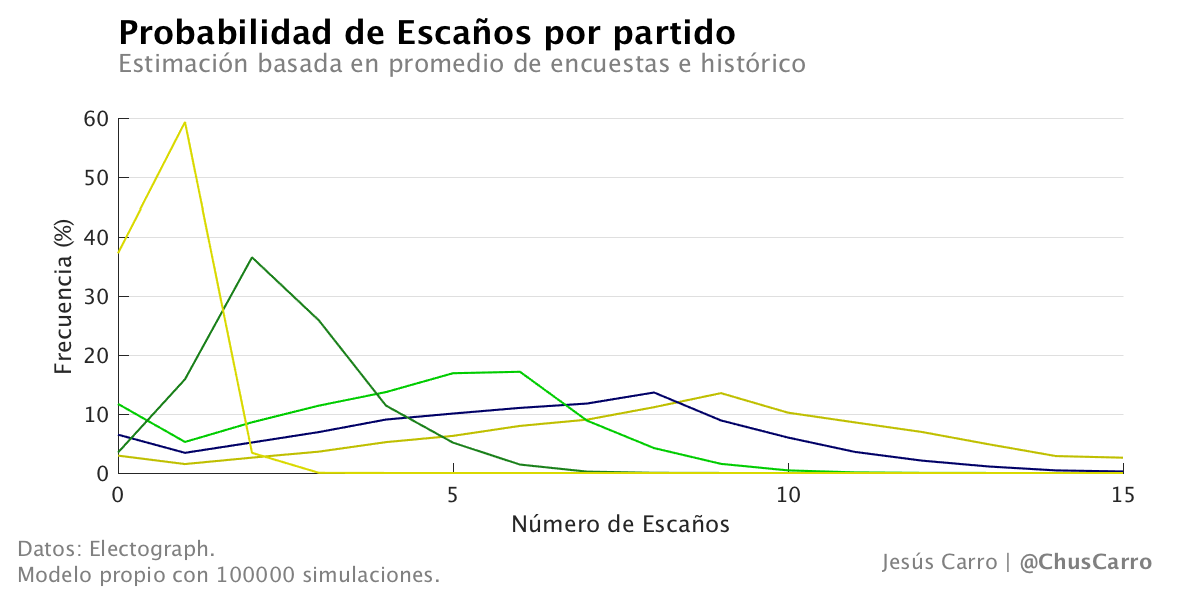 Probabilidad de Escaños por partido
Estimación basada en promedio de encuestas e histórico
60
50
40
30
20
10
0
Frecuencia (%)
0 5 10 15
Número de Escaños
Datos: Electograph.
Modelo propio con 100000 simulaciones.
Jesús Carro | @ChusCarro